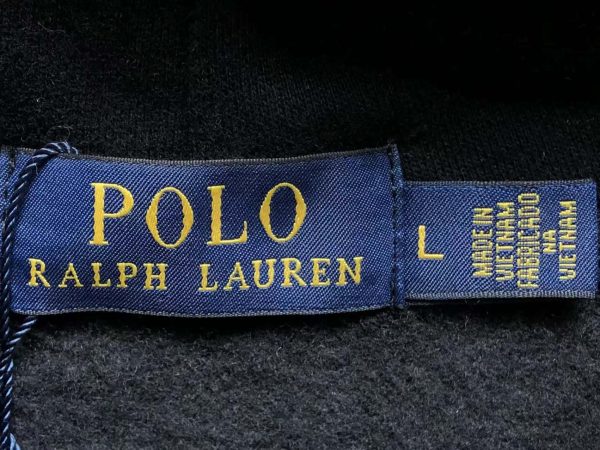 POLO
RALPH LAUREN
L
MADE IN
VIETNAM
FABRICADO
NA
VIETNAM